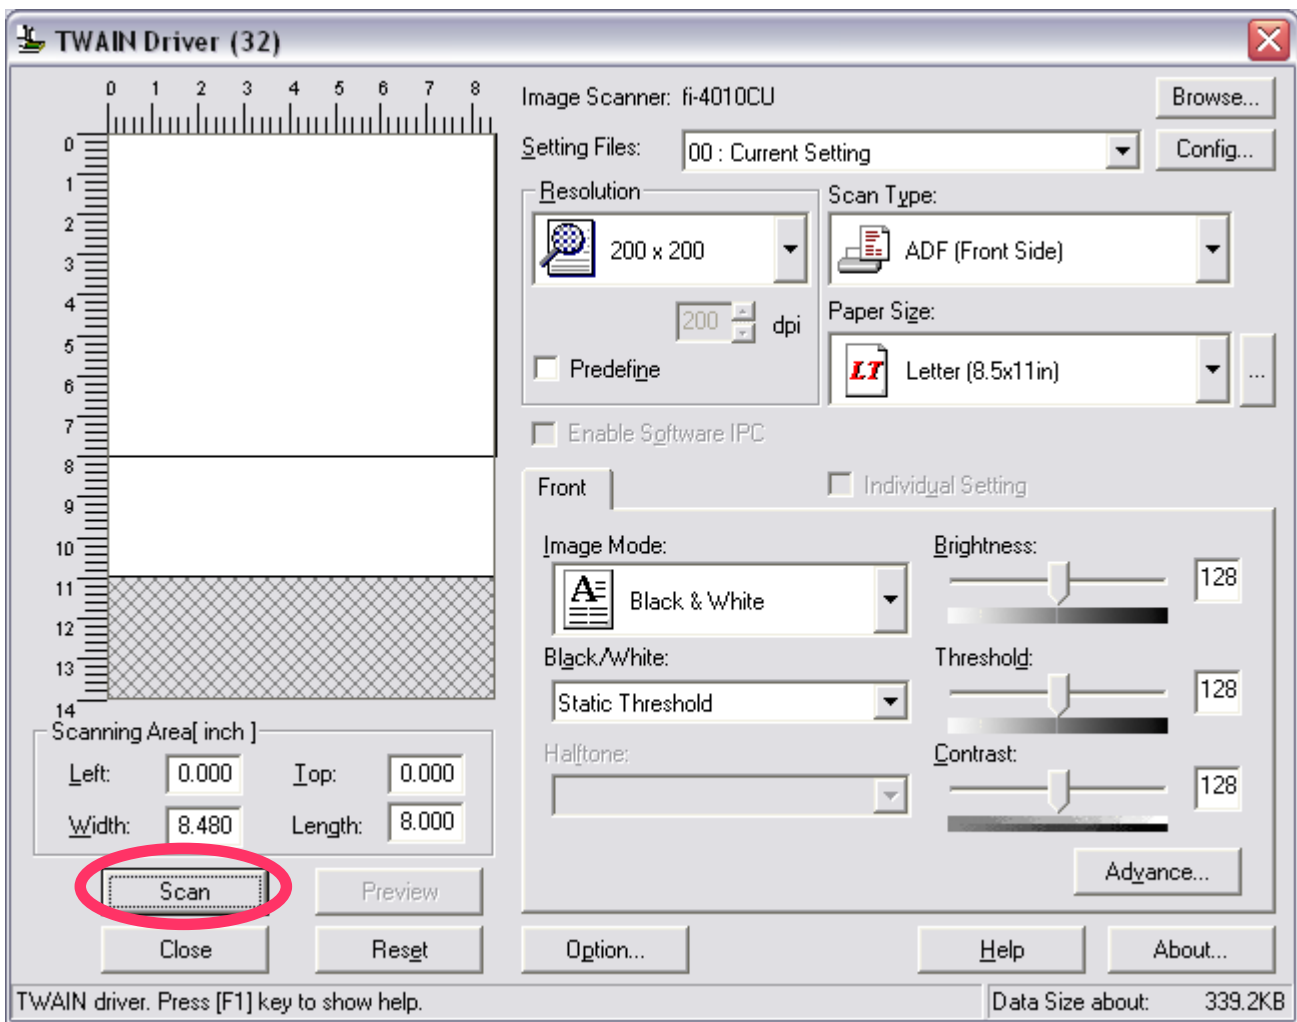 TWAIN Driver (32)
0 1 2 3 4 5 6 7 8
Image Scanner: fi-4010CU
Browse...
Setting Files:
00 : Current Setting
Config...
0
1
2
3
4
5
6
7
8
9
10
11
12
13
14
Resolution
200 x 200
200 dpi
Predefine
Scan Type:
ADF (Front Side)
Paper Size:
LT
Letter (8.5x11in)
...
Enable Software IPC
Front
Individual Setting
Image Mode:
A
Black & White
Black/White:
Static Threshold
Halftone:
Brightness:
128
Threshold:
128
Contrast:
128
Advance...
Scanning Area[ inch ]
Left: 0.000 Top: 0.000
Width: 8.480 Length: 8.000
Scan Preview
Close Reset Option... Help About...
TWAIN driver. Press [F1] key to show help. Data Size about: 339.2KB